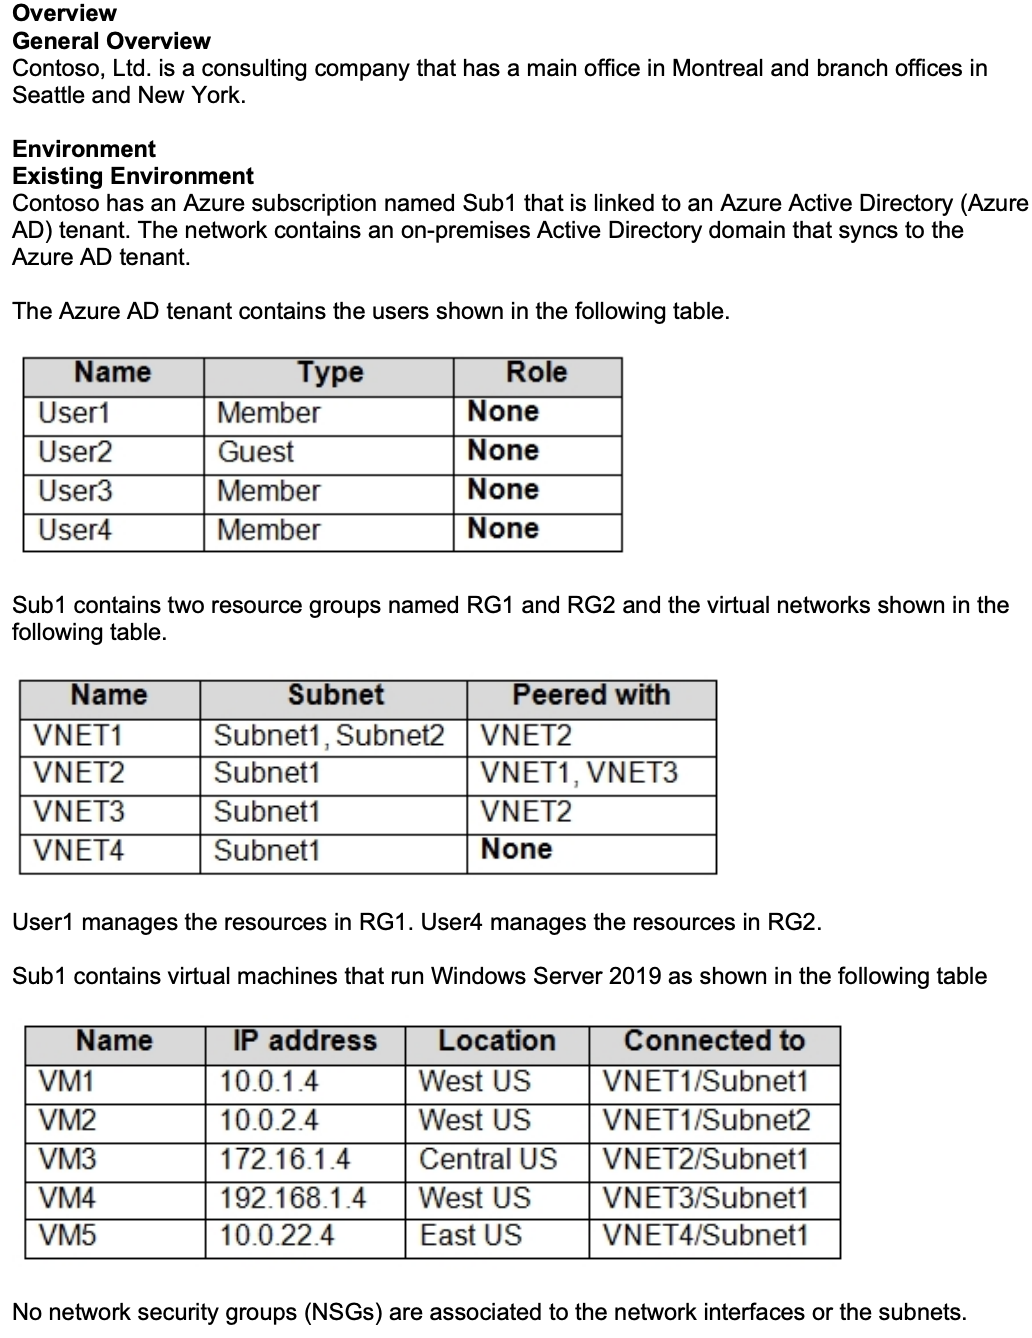 Overview
General Overview
Contoso, Ltd. is a consulting company that has a main office in Montreal and branch offices in
Seattle and New York.
Environment
Existing Environment
Contoso has an Azure subscription named Sub1 that is linked to an Azure Active Directory (Azure
AD) tenant. The network contains an on-premises Active Directory domain that syncs to the
Azure AD tenant.
The Azure AD tenant contains the users shown in the following table.
Name Type Role
User1 Member None
User2 Guest None
User3 Member None
User4 Member None
Sub1 contains two resource groups named RG1 and RG2 and the virtual networks shown in the
following table.
Name Subnet Peered with
VNET1 Subnet1, Subnet2 VNET2
VNET2 Subnet1 VNET1, VNET3
VNET3 Subnet1 VNET2
VNET4 Subnet1 None
User1 manages the resources in RG1. User4 manages the resources in RG2.
Sub1 contains virtual machines that run Windows Server 2019 as shown in the following table
Name IP address Location Connected to
VM1 10.0.1.4 West US VNET1/Subnet1
VM2 10.0.2.4 West US VNET1/Subnet2
VM3 172.16.1.4 Central US VNET2/Subnet1
VM4 192.168.1.4 West US VNET3/Subnet1
VM5 10.0.22.4 East US VNET4/Subnet1
No network security groups (NSGs) are associated to the network interfaces or the subnets.